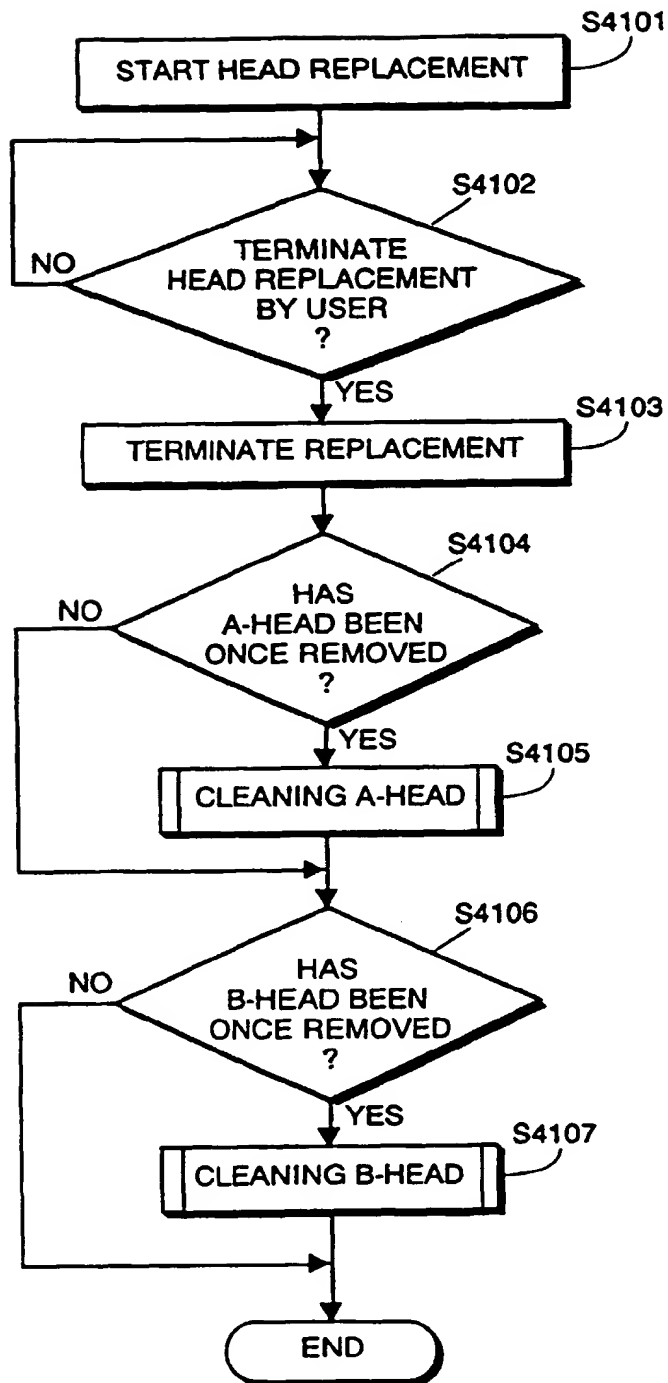 S4101
START HEAD REPLACEMENT
S4102
NO
TERMINATE
HEAD REPLACEMENT
BY USER
?
YES
S4103
TERMINATE REPLACEMENT
S4104
NO
HAS
A-HEAD BEEN
ONCE REMOVED
?
YES
S4105
CLEANING A-HEAD
S4106
NO
HAS
B-HEAD BEEN
ONCE REMOVED
?
YES
S4107
CLEANING B-HEAD
END